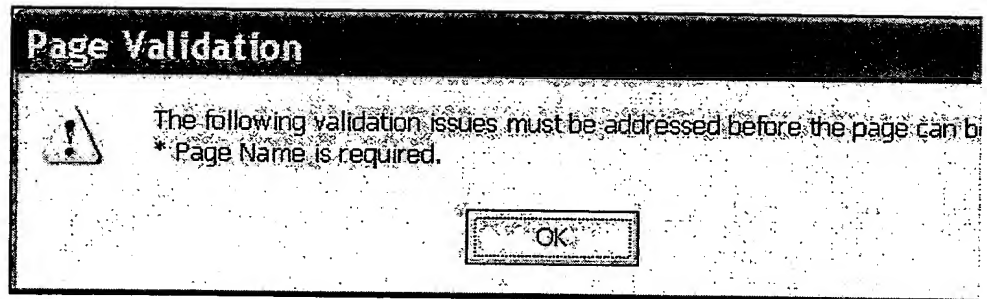 Page Validation
The following validation issues must be addressed before the page can b
* Page Name is required.
OK